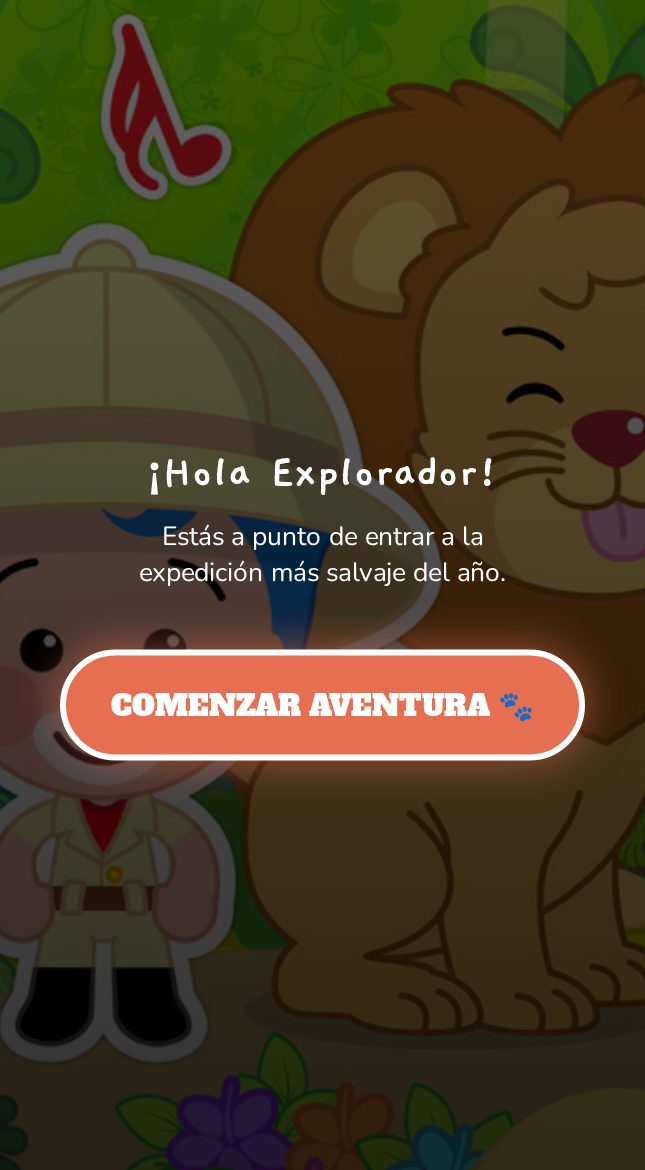 ¡Hola Explorador!
Estás a punto de entrar a la
expedición más salvaje del año.
COMENZAR AVENTURA 🐾